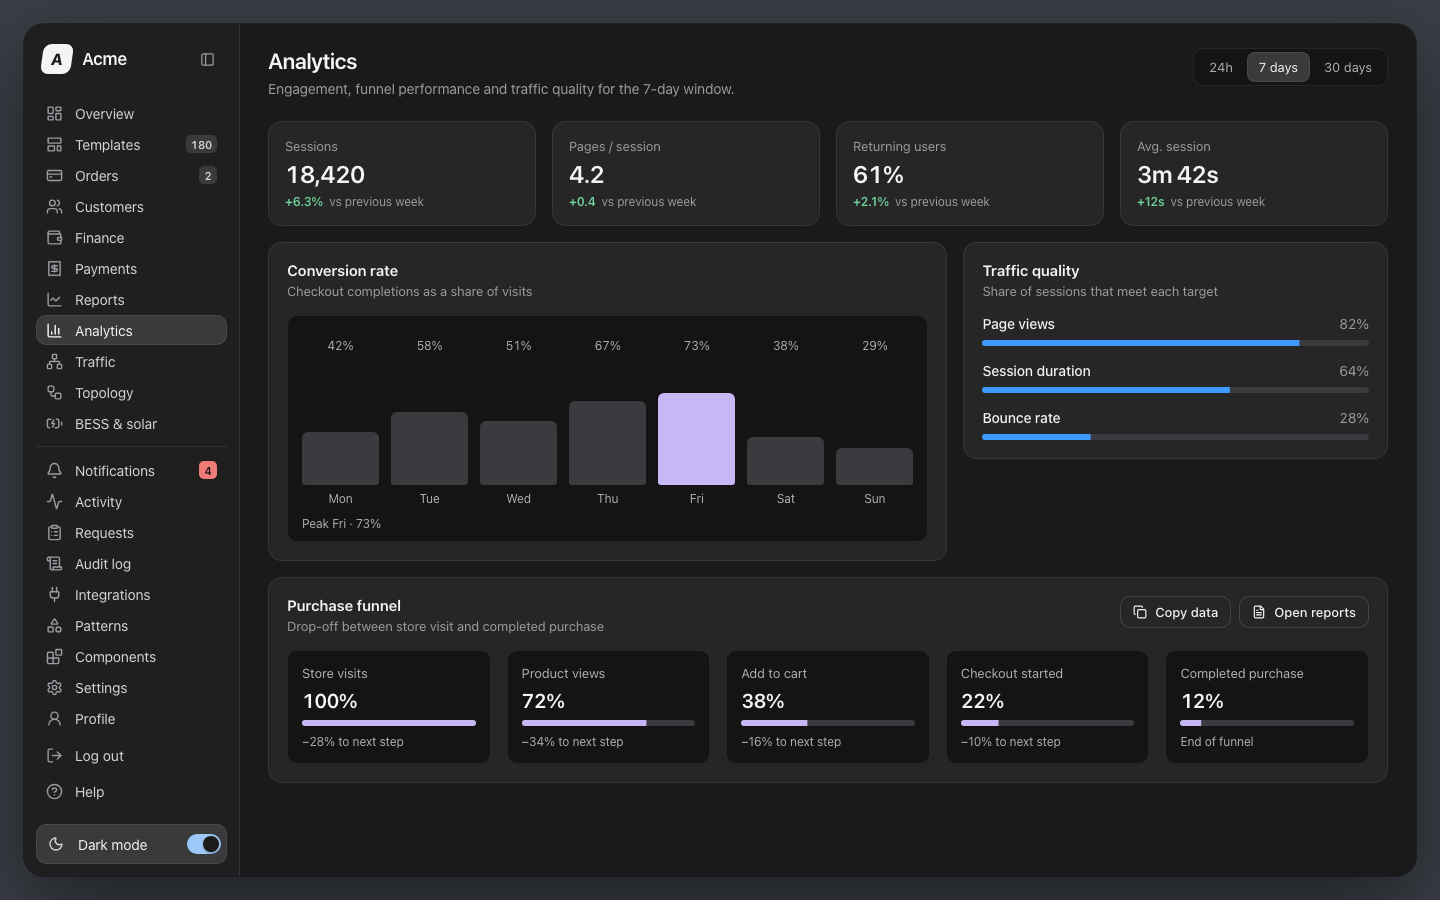 A Acme
Overview
Templates 180
Orders 2
Customers
Finance
Payments
Reports
Analytics
Traffic
Topology
BESS & solar
Notifications 4
Activity
Requests
Audit log
Integrations
Patterns
Components
Settings
Profile
Log out
Help
Dark mode
Analytics
Engagement, funnel performance and traffic quality for the 7-day window.
24h 7 days 30 days
Sessions
18,420
+6.3% vs previous week
Pages / session
4.2
+0.4 vs previous week
Returning users
61%
+2.1% vs previous week
Avg. session
3m 42s
+12s vs previous week
Conversion rate
Checkout completions as a share of visits
42% 58% 51% 67% 73% 38% 29%
Mon Tue Wed Thu Fri Sat Sun
Peak Fri · 73%
Traffic quality
Share of sessions that meet each target
Page views 82%
Session duration 64%
Bounce rate 28%
Purchase funnel
Drop-off between store visit and completed purchase
Copy data Open reports
Store visits
100%
−28% to next step
Product views
72%
−34% to next step
Add to cart
38%
−16% to next step
Checkout started
22%
−10% to next step
Completed purchase
12%
End of funnel